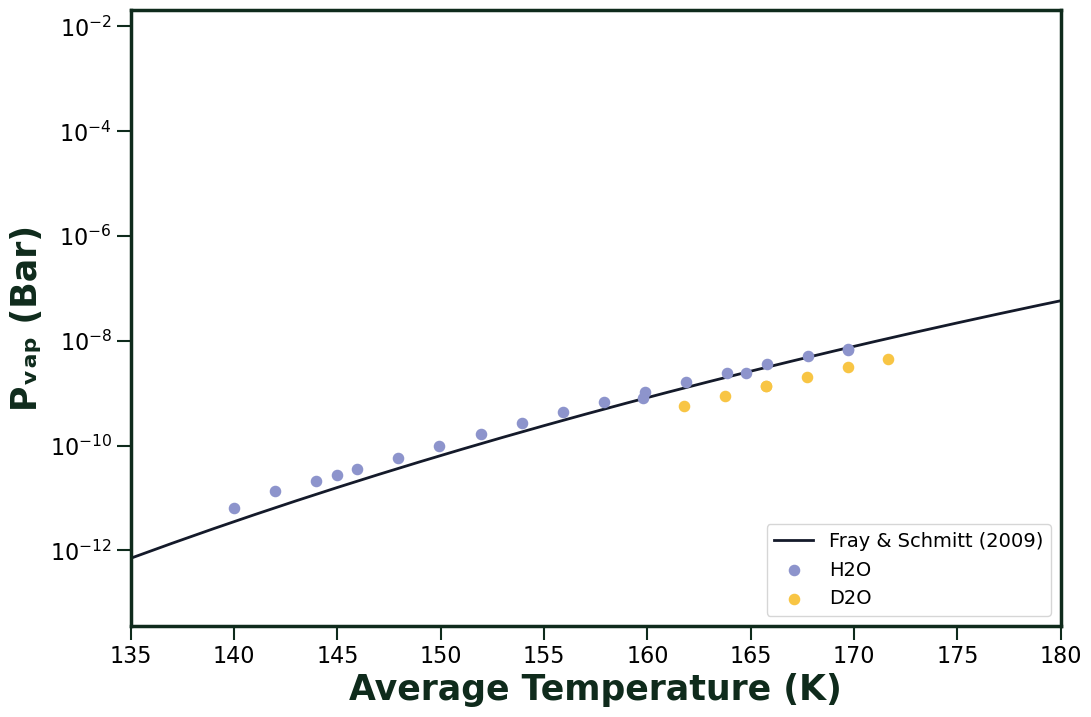 10⁻²
10⁻⁴
10⁻⁶
10⁻⁸
10⁻¹⁰
10⁻¹²
Pᵥₐₚ (Bar)
Fray & Schmitt (2009)
H2O
D2O
135 140 145 150 155 160 165 170 175 180
Average Temperature (K)